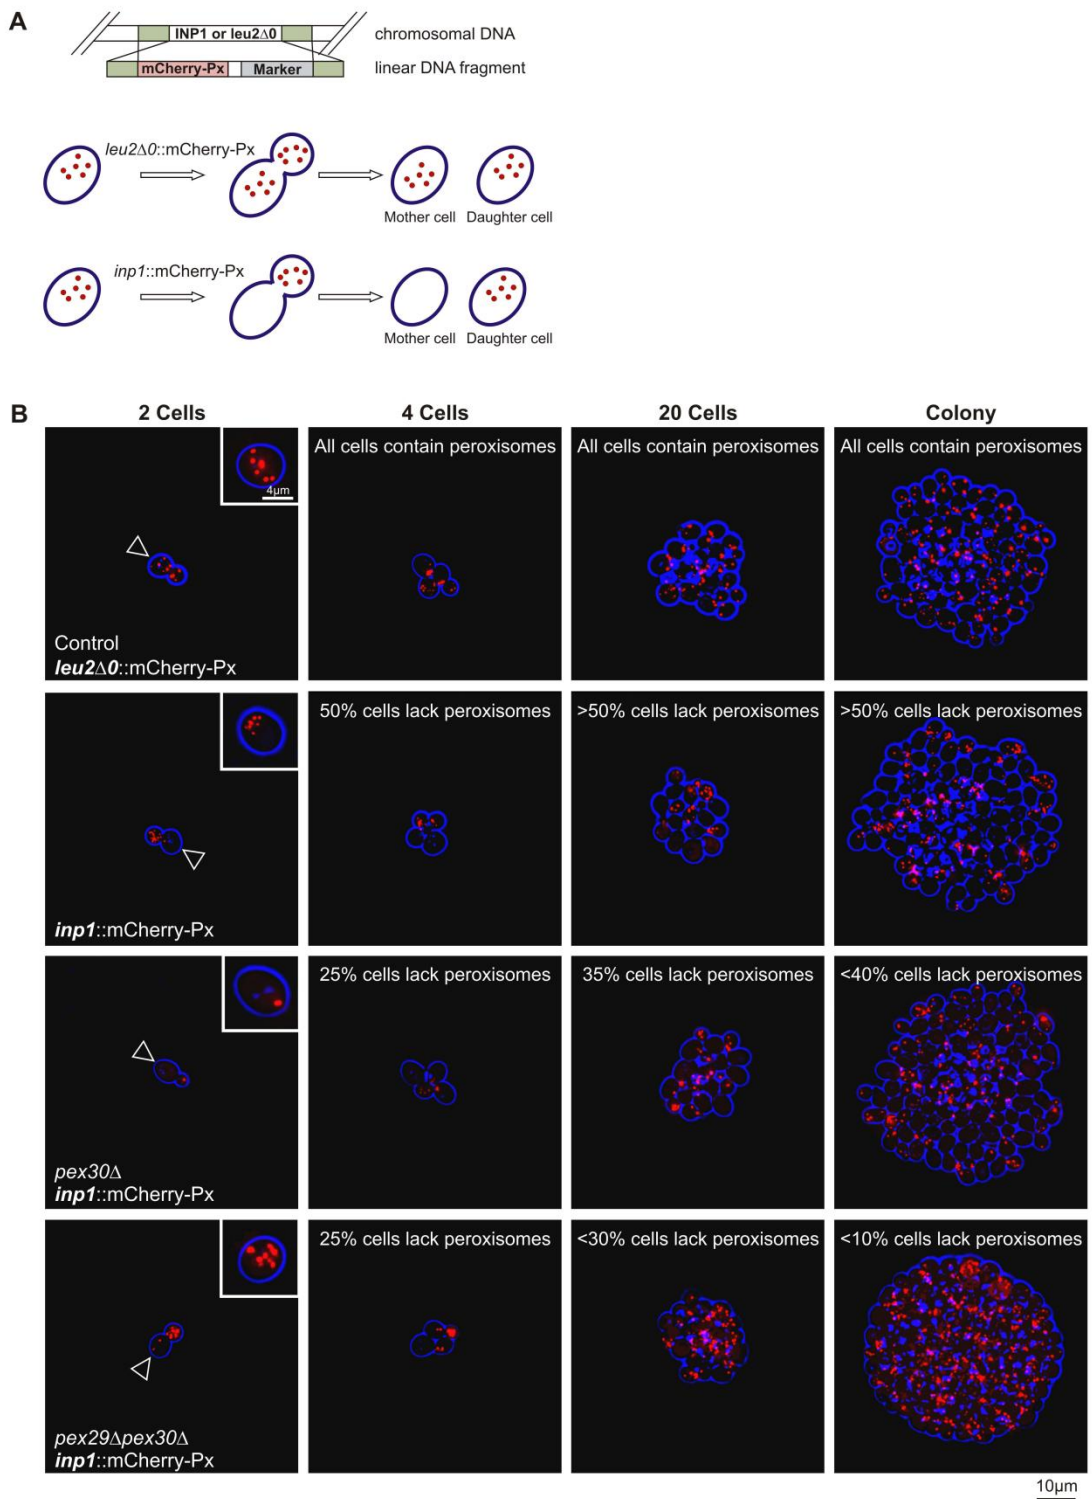 A
INP1 or leu2Δ0
chromosomal DNA
mCherry-Px
Marker
linear DNA fragment
leu2Δ0::mCherry-Px
Mother cell
Daughter cell
inp1::mCherry-Px
Mother cell
Daughter cell
B
2 Cells
4 Cells
20 Cells
Colony
4µm
Control
leu2Δ0::mCherry-Px
All cells contain peroxisomes
All cells contain peroxisomes
All cells contain peroxisomes
inp1::mCherry-Px
50% cells lack peroxisomes
>50% cells lack peroxisomes
>50% cells lack peroxisomes
pex30Δ
inp1::mCherry-Px
25% cells lack peroxisomes
35% cells lack peroxisomes
<40% cells lack peroxisomes
pex29Δpex30Δ
inp1::mCherry-Px
25% cells lack peroxisomes
<30% cells lack peroxisomes
<10% cells lack peroxisomes
10µm